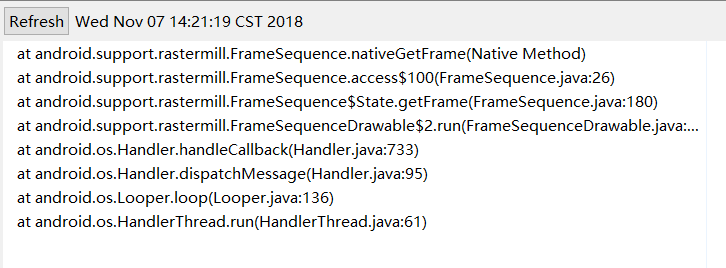 Refresh Wed Nov 07 14:21:19 CST 2018
at android.support.rastermill.FrameSequence.nativeGetFrame(Native Method)
at android.support.rastermill.FrameSequence.access$100(FrameSequence.java:26)
at android.support.rastermill.FrameSequence$State.getFrame(FrameSequence.java:180)
at android.support.rastermill.FrameSequenceDrawable$2.run(FrameSequenceDrawable.java:...
at android.os.Handler.handleCallback(Handler.java:733)
at android.os.Handler.dispatchMessage(Handler.java:95)
at android.os.Looper.loop(Looper.java:136)
at android.os.HandlerThread.run(HandlerThread.java:61)